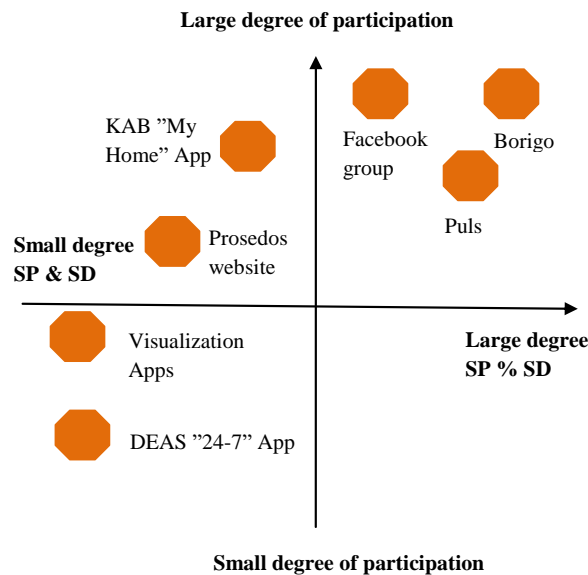 Large degree of participation
KAB ”My
Home” App
Facebook
group
Borigo
Puls
Small degree
SP & SD
Prosedos
website
Visualization
Apps
Large degree
SP % SD
DEAS ”24-7” App
Small degree of participation